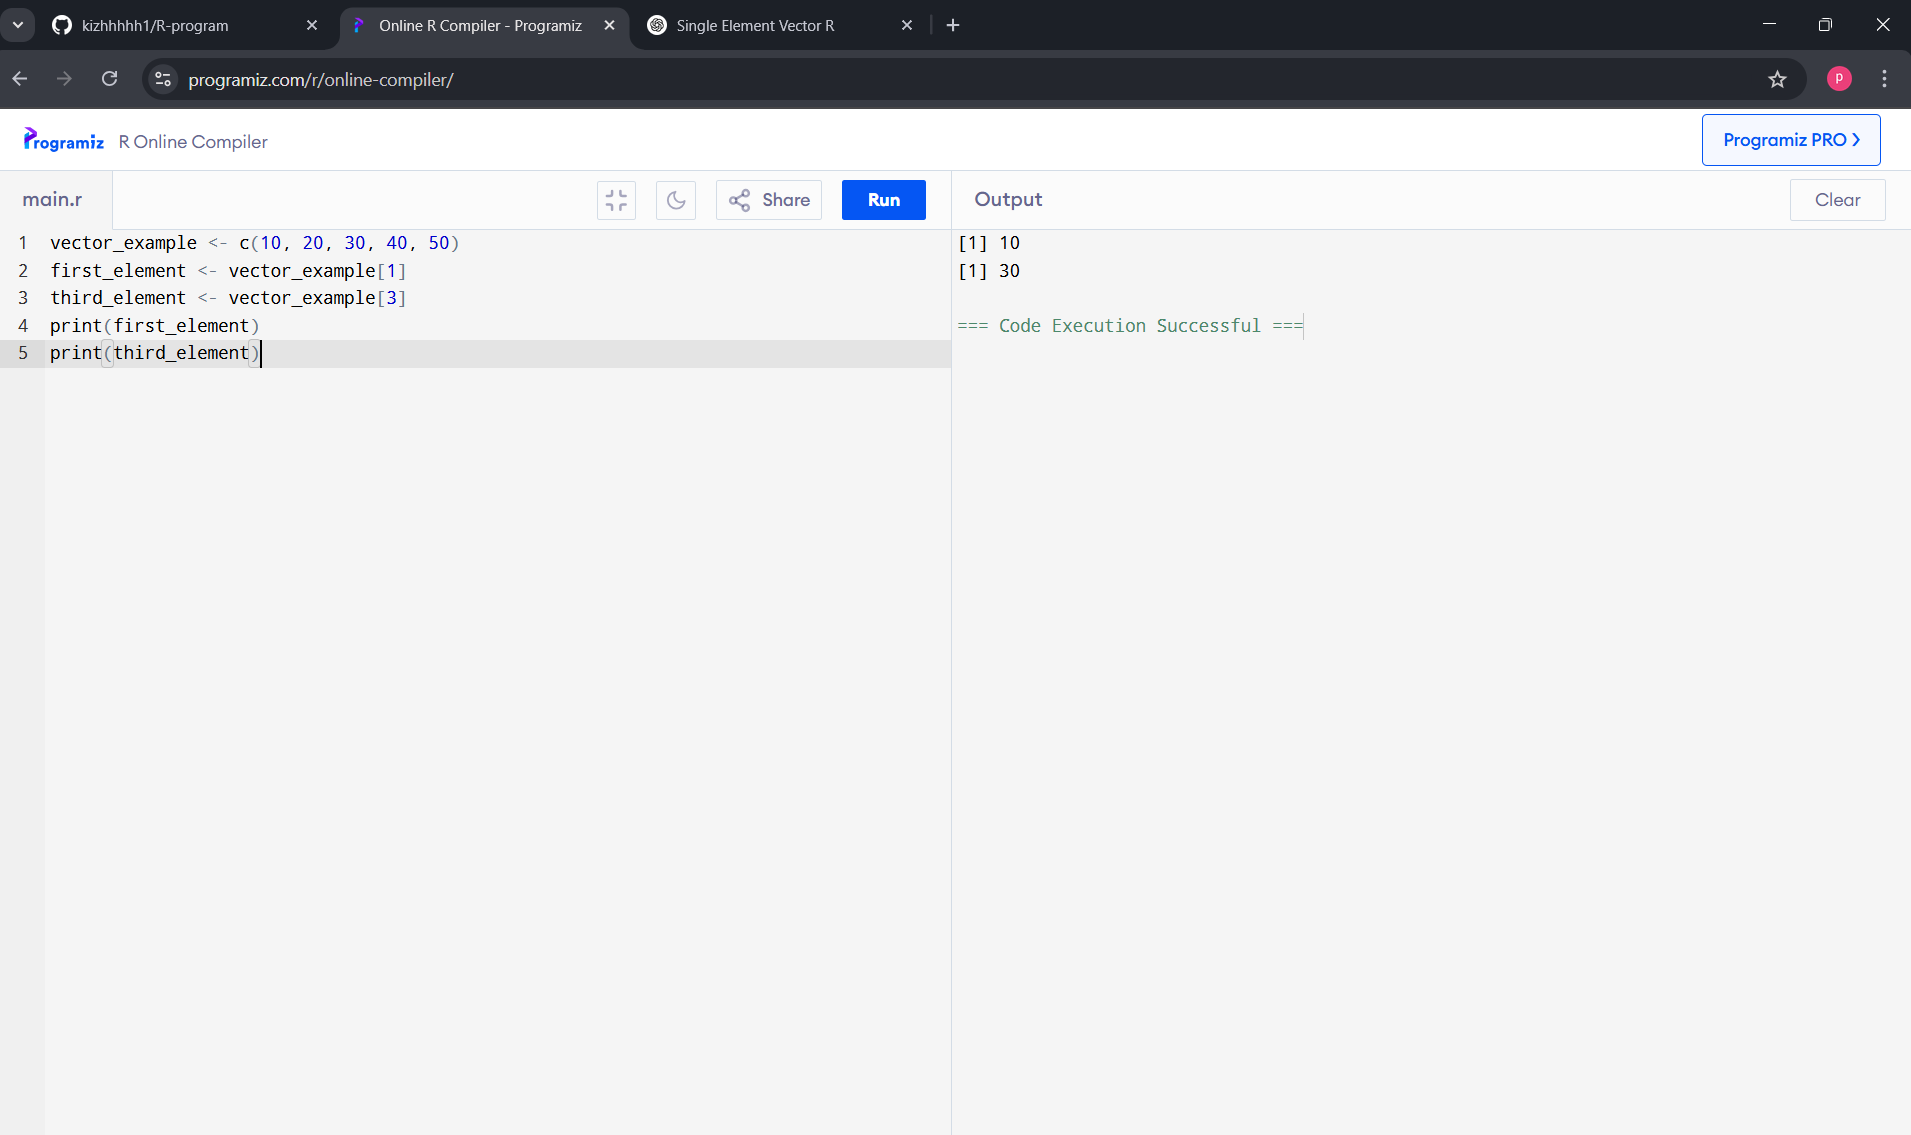 kizhhhhh1/R-program
Online R Compiler - Programiz
Single Element Vector R
P
programiz.com/r/online-compiler/
Programiz R Online Compiler
Programiz PRO
main.r
Share
Run
Output
Clear
1 vector_example <- c(10, 20, 30, 40, 50)
2 first_element <- vector_example[1]
3 third_element <- vector_example[3]
4 print(first_element)
5 print(third_element)
[1] 10
[1] 30
=== Code Execution Successful ===